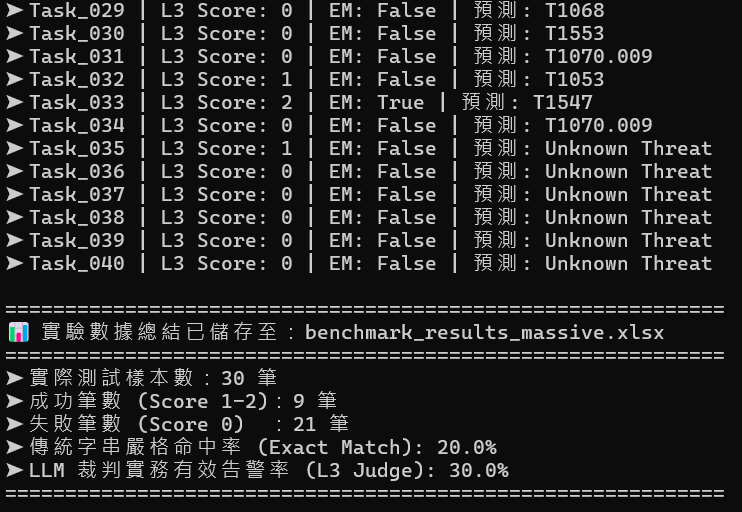 ➤ Task_029 | L3 Score: 0 | EM: False | 預測: T1068
➤ Task_030 | L3 Score: 0 | EM: False | 預測: T1553
➤ Task_031 | L3 Score: 0 | EM: False | 預測: T1070.009
➤ Task_032 | L3 Score: 1 | EM: False | 預測: T1053
➤ Task_033 | L3 Score: 2 | EM: True | 預測: T1547
➤ Task_034 | L3 Score: 0 | EM: False | 預測: T1070.009
➤ Task_035 | L3 Score: 1 | EM: False | 預測: Unknown Threat
➤ Task_036 | L3 Score: 0 | EM: False | 預測: Unknown Threat
➤ Task_037 | L3 Score: 0 | EM: False | 預測: Unknown Threat
➤ Task_038 | L3 Score: 0 | EM: False | 預測: Unknown Threat
➤ Task_039 | L3 Score: 0 | EM: False | 預測: Unknown Threat
➤ Task_040 | L3 Score: 0 | EM: False | 預測: Unknown Threat
============================================================
📊 實驗數據總結已儲存至：benchmark_results_massive.xlsx
============================================================
➤ 實際測試樣本數：30 筆
➤ 成功筆數 (Score 1-2)：9 筆
➤ 失敗筆數 (Score 0)  ：21 筆
➤ 傳統字串嚴格命中率 (Exact Match): 20.0%
➤ LLM 裁判實務有效告警率 (L3 Judge): 30.0%
============================================================